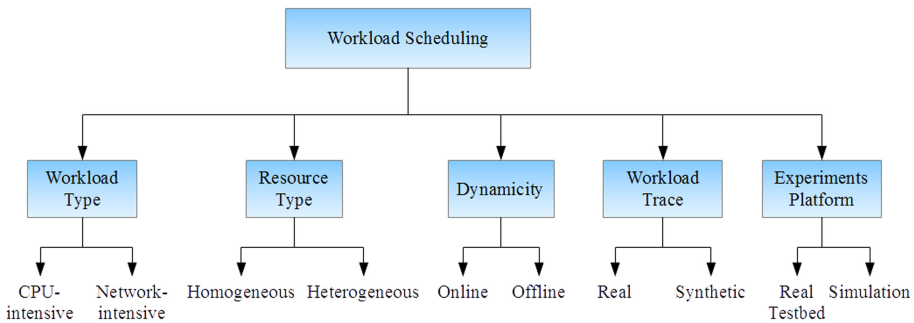 Workload Scheduling
Workload
Type
Resource
Type
Dynamicity
Workload
Trace
Experiments
Platform
CPU-
intensive
Network-
intensive
Homogeneous
Heterogeneous
Online
Offline
Real
Synthetic
Real
Testbed
Simulation